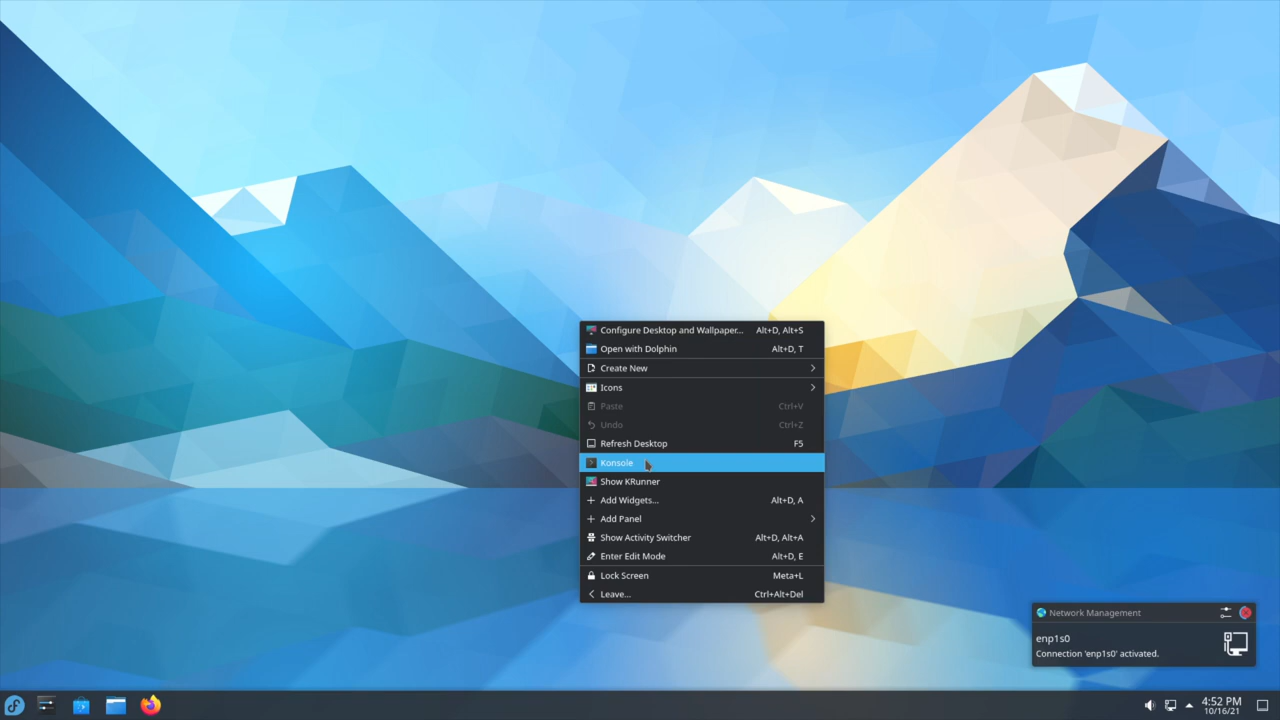 Configure Desktop and Wallpaper... Alt+D, Alt+S
Open with Dolphin Alt+D, T
Create New
Icons
Paste Ctrl+V
Undo Ctrl+Z
Refresh Desktop F5
Konsole
Show KRunner
Add Widgets... Alt+D, A
Add Panel
Show Activity Switcher Alt+D, Alt+A
Enter Edit Mode Alt+D, E
Lock Screen Meta+L
Leave... Ctrl+Alt+Del
Network Management
enp1s0
Connection 'enp1s0' activated.
4:52 PM
10/16/21